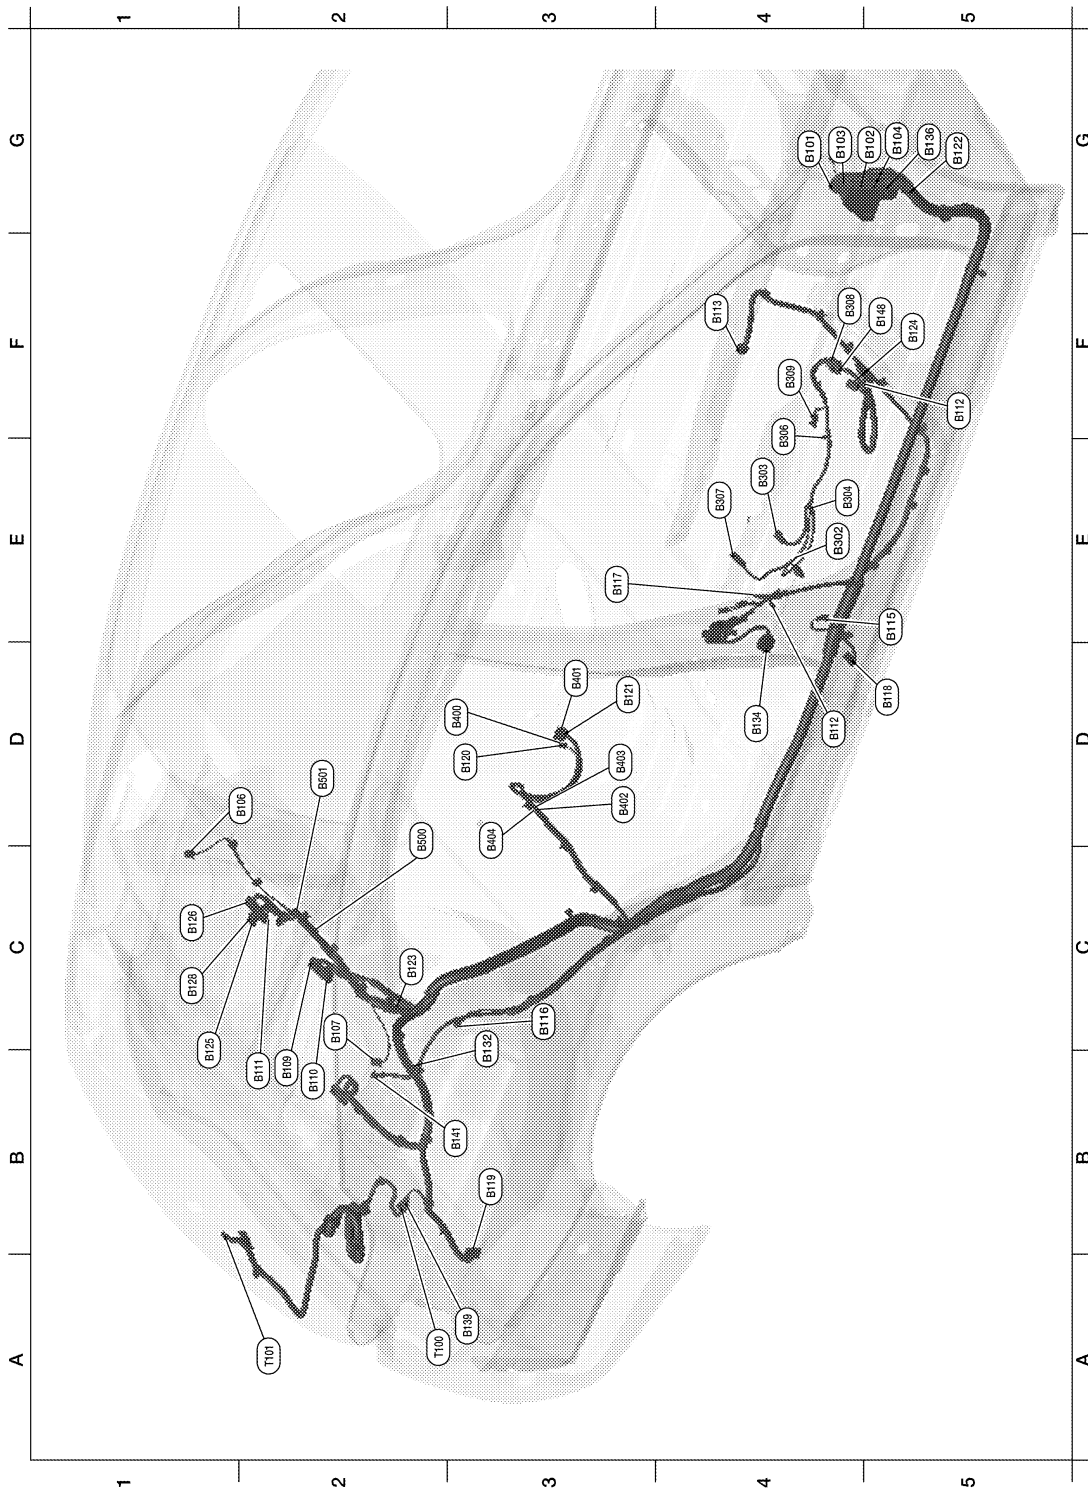 A B C D E F G
1 1
B128 B126
B125
B106
B111
T101
B109
B110
B501
B107
2 2
B123
B500
T100
B141
B400
B120
B139
B132
B119
B404
B116
3 3
B401
B117
B403
B402
B121
B113
B307
B134
B303
4 4
B306
B309
B101
B112
B302
B103
B304
B308
B102
B148
B118
B115
B104
B124
B136
B112
B122
5 5
A B C D E F G